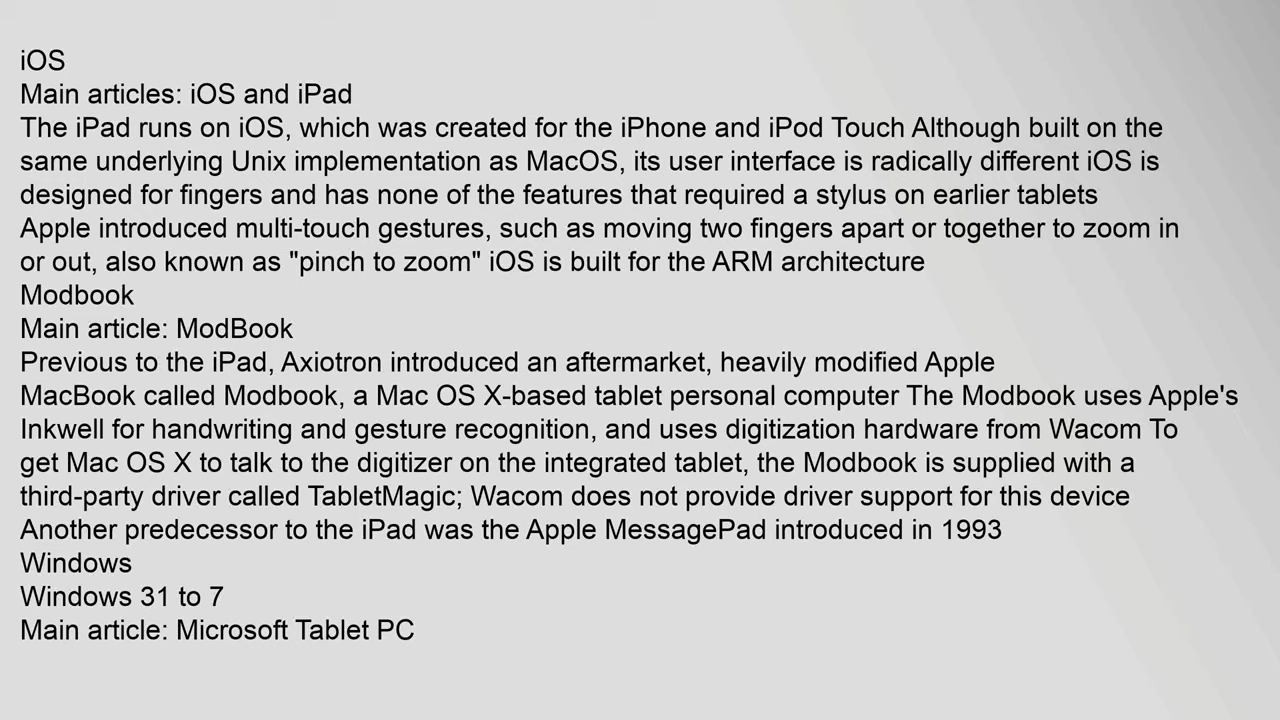 iOS
Main articles: iOS and iPad
The iPad runs on iOS, which was created for the iPhone and iPod Touch Although built on the
same underlying Unix implementation as MacOS, its user interface is radically different iOS is
designed for fingers and has none of the features that required a stylus on earlier tablets
Apple introduced multi-touch gestures, such as moving two fingers apart or together to zoom in
or out, also known as "pinch to zoom" iOS is built for the ARM architecture
Modbook
Main article: ModBook
Previous to the iPad, Axiotron introduced an aftermarket, heavily modified Apple
MacBook called Modbook, a Mac OS X-based tablet personal computer The Modbook uses Apple's
Inkwell for handwriting and gesture recognition, and uses digitization hardware from Wacom To
get Mac OS X to talk to the digitizer on the integrated tablet, the Modbook is supplied with a
third-party driver called TabletMagic; Wacom does not provide driver support for this device
Another predecessor to the iPad was the Apple MessagePad introduced in 1993
Windows
Windows 31 to 7
Main article: Microsoft Tablet PC